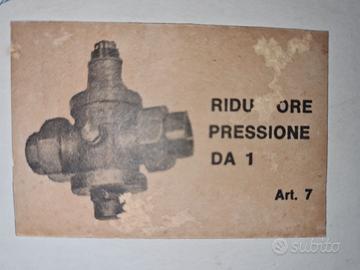 RIDU ORE
PRESSIONE
DA 1
Art. 7
subito